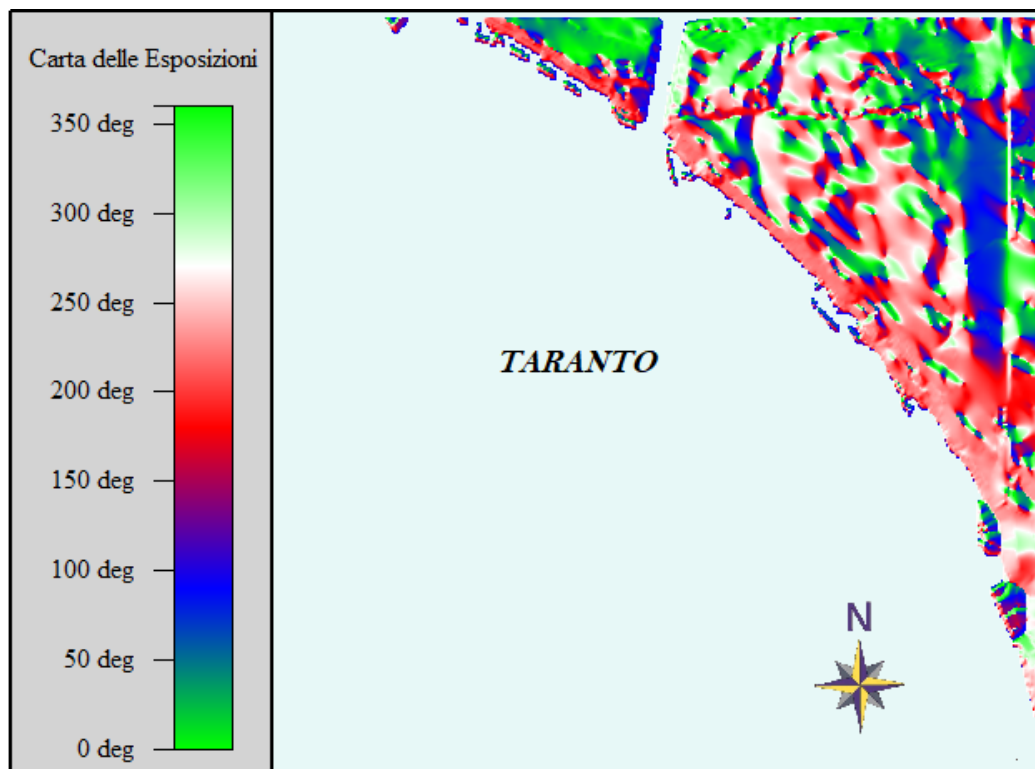 Carta delle Esposizioni
350 deg
300 deg
250 deg
200 deg
150 deg
100 deg
50 deg
0 deg
TARANTO
N